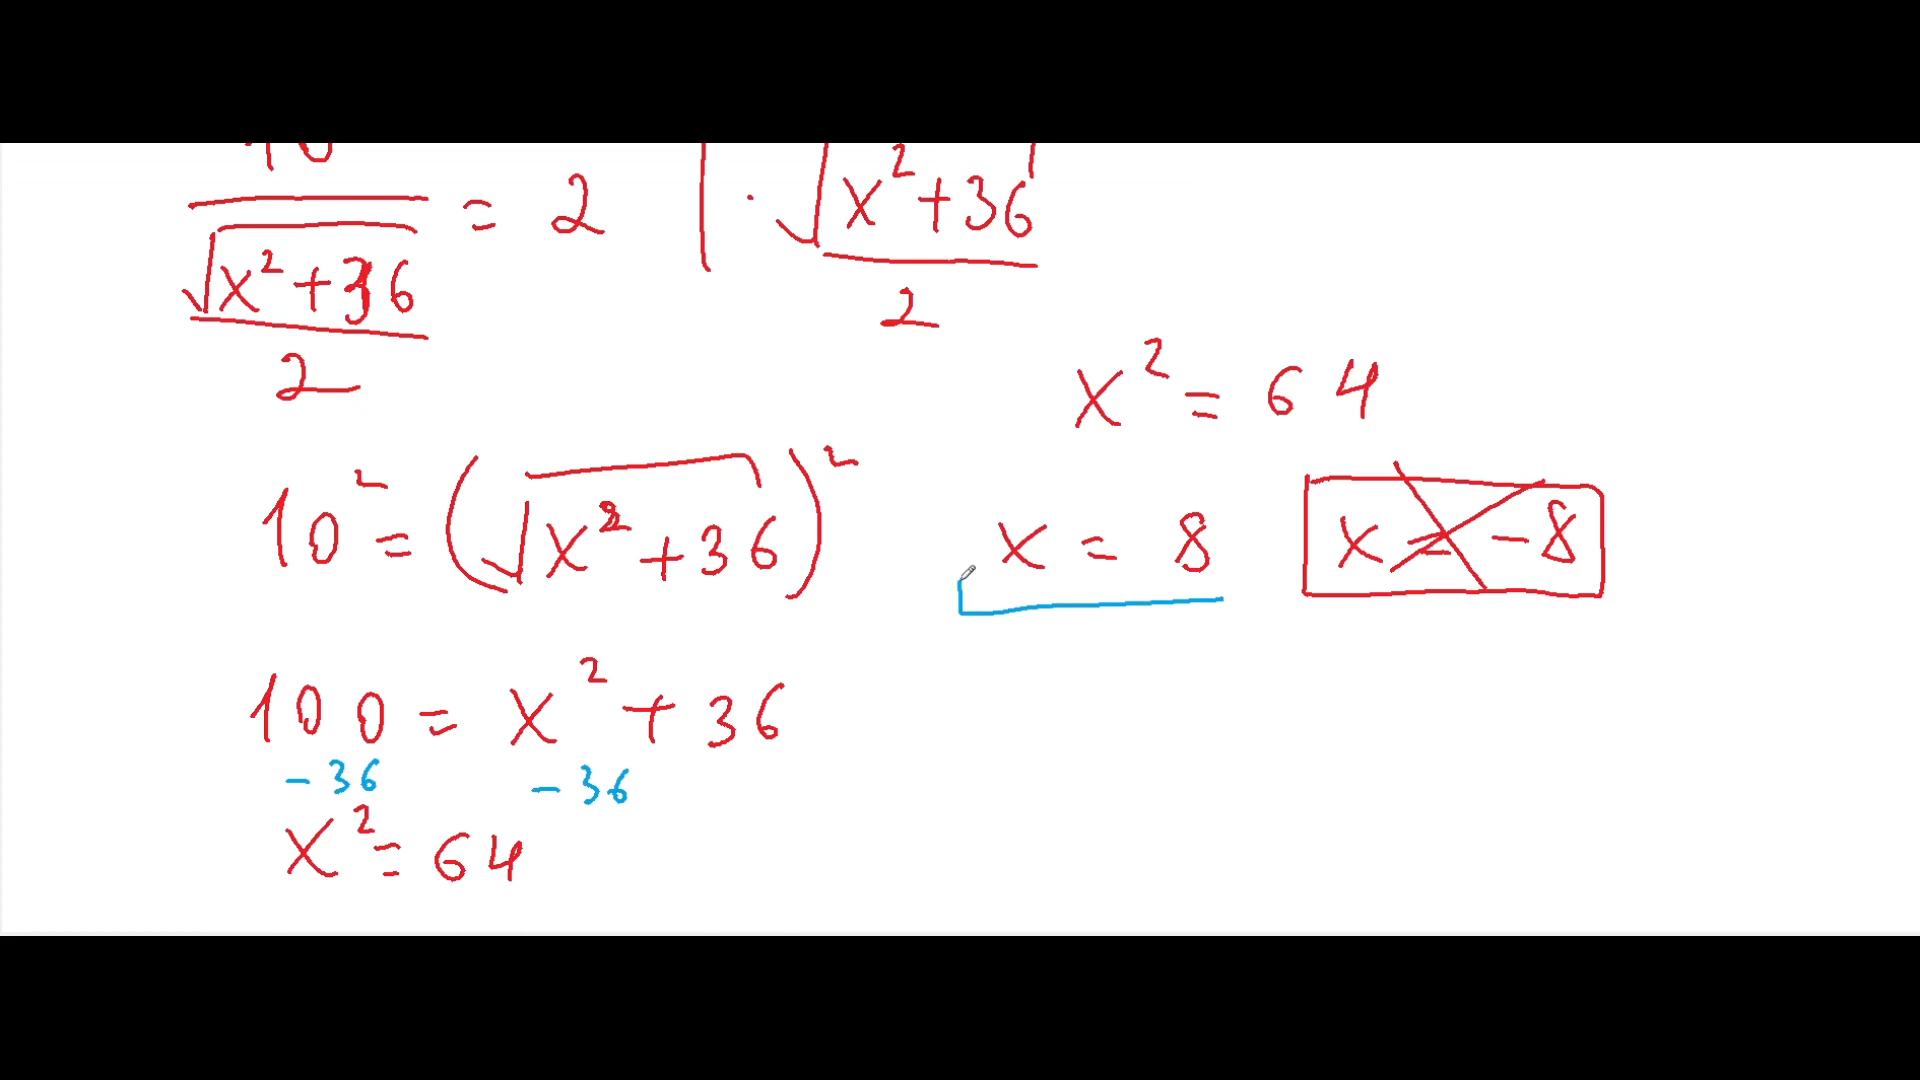 10 / (√(x² + 36) / 2) = 2 | · √(x² + 36) / 2
10² = (√(x² + 36))²
100 = x² + 36
- 36 - 36
x² = 64
x² = 64
x = 8 x = -8